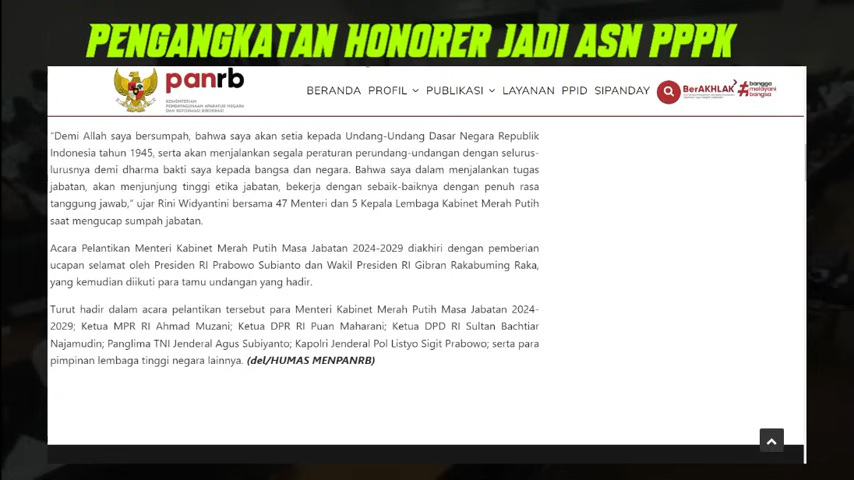 PENGANGKATAN HONORER JADI ASN PPPK
panrb
KEMENTERIAN
PENDAYAGUNAAN APARATUR NEGARA
DAN REFORMASI BIROKRASI
BERANDA PROFIL PUBLIKASI LAYANAN PPID SIPANDAY
BerAKHLAK
#bangga
melayani
bangsa
“Demi Allah saya bersumpah, bahwa saya akan setia kepada Undang-Undang Dasar Negara Republik
Indonesia tahun 1945, serta akan menjalankan segala peraturan perundang-undangan dengan selurus-
lurusnya demi dharma bakti saya kepada bangsa dan negara. Bahwa saya dalam menjalankan tugas
jabatan, akan menjunjung tinggi etika jabatan, bekerja dengan sebaik-baiknya dengan penuh rasa
tanggung jawab,” ujar Rini Widyantini bersama 47 Menteri dan 5 Kepala Lembaga Kabinet Merah Putih
saat mengucap sumpah jabatan.
Acara Pelantikan Menteri Kabinet Merah Putih Masa Jabatan 2024-2029 diakhiri dengan pemberian
ucapan selamat oleh Presiden RI Prabowo Subianto dan Wakil Presiden RI Gibran Rakabuming Raka,
yang kemudian diikuti para tamu undangan yang hadir.
Turut hadir dalam acara pelantikan tersebut para Menteri Kabinet Merah Putih Masa Jabatan 2024-
2029; Ketua MPR RI Ahmad Muzani; Ketua DPR RI Puan Maharani; Ketua DPD RI Sultan Bachtiar
Najamudin; Panglima TNI Jenderal Agus Subiyanto; Kapolri Jenderal Pol Listyo Sigit Prabowo; serta para
pimpinan lembaga tinggi negara lainnya. (del/HUMAS MENPANRB)